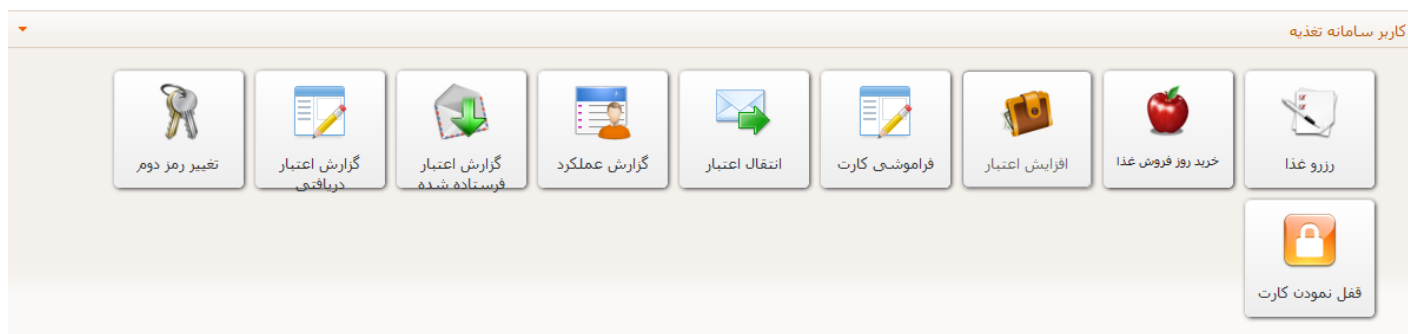 کاربر سامانه تغذیه
رزرو غذا
خرید روز فروش غذا
افزایش اعتبار
فراموشی کارت
انتقال اعتبار
گزارش عملکرد
گزارش اعتبار
فرستاده شده
گزارش اعتبار
دریافتی
تغییر رمز دوم
قفل نمودن کارت